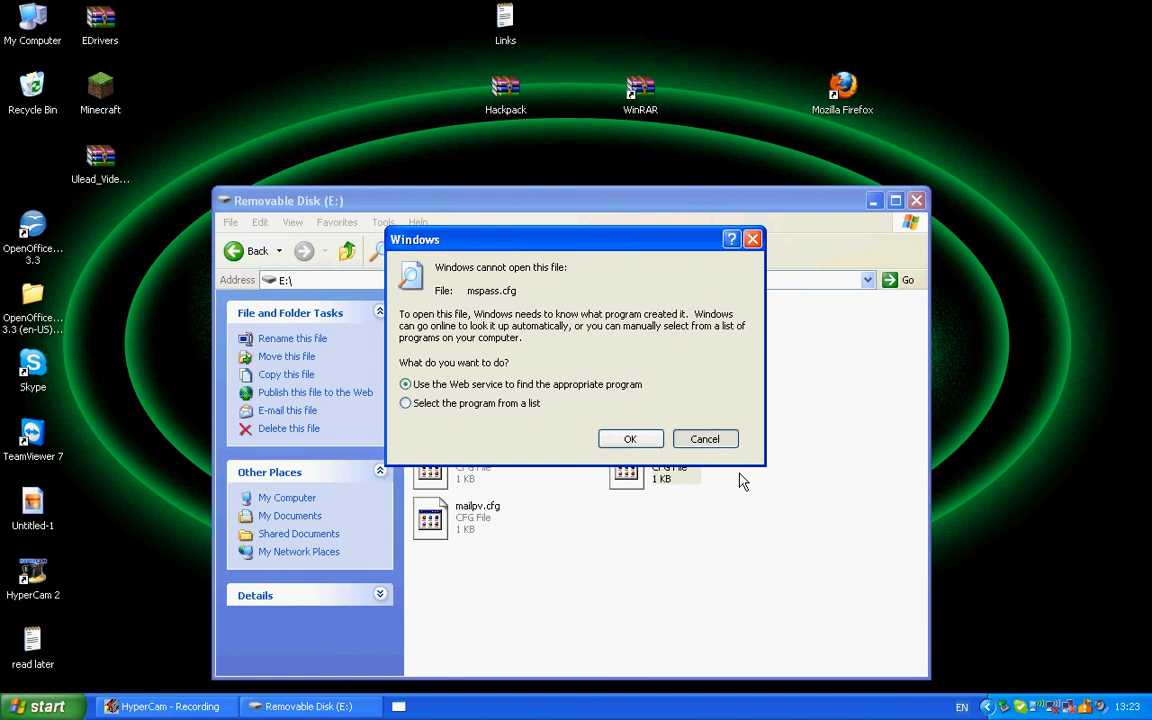 My Computer
EDrivers
Links
Recycle Bin
Minecraft
Hackpack
WinRAR
Mozilla Firefox
Ulead_Vide...
OpenOffice...
3.3
OpenOffice...
3.3 (en-US)...
Skype
TeamViewer 7
Untitled-1
HyperCam 2
read later
Removable Disk (E:)
File Edit View Favorites Tools Help
Back
Address E:\ Go
File and Folder Tasks
Rename this file
Move this file
Copy this file
Publish this file to the Web
E-mail this file
Delete this file
Other Places
My Computer
My Documents
Shared Documents
My Network Places
Details
Windows
Windows cannot open this file:
File: mspass.cfg
To open this file, Windows needs to know what program created it. Windows
can go online to look it up automatically, or you can manually select from a list of
programs on your computer.
What do you want to do?
Use the Web service to find the appropriate program
Select the program from a list
OK Cancel
CFG File
1 KB
CFG File
1 KB
mailpv.cfg
CFG File
1 KB
start
HyperCam - Recording
Removable Disk (E:)
EN
13:23